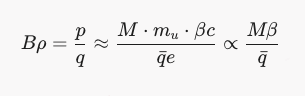 Bρ = p/q ≈ (M · m_u · βc)/(q̄e) ∝ Mβ/q̄